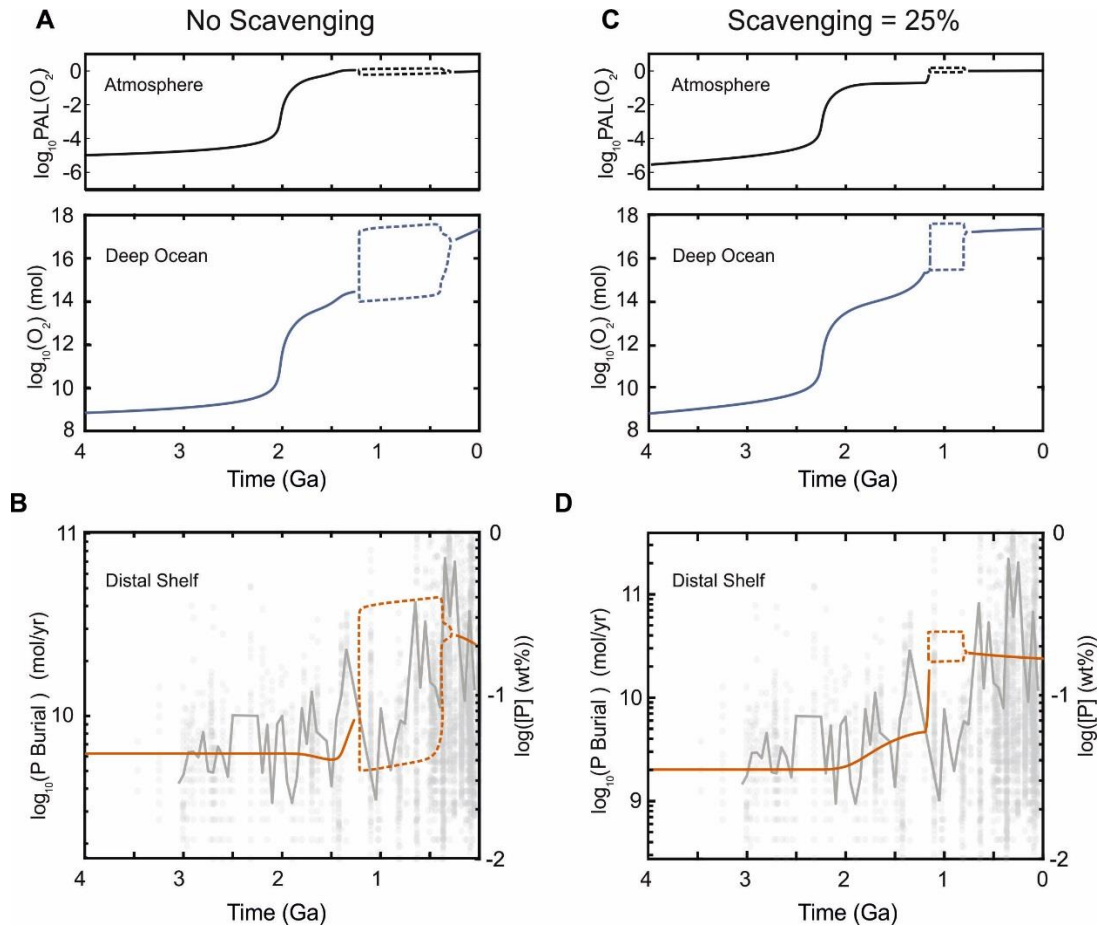 A
No Scavenging
C
Scavenging = 25%
log10PAL(O2)
0
-2
-4
-6
Atmosphere
log10PAL(O2)
0
-2
-4
-6
Atmosphere
log10(O2) (mol)
18
16
14
12
10
8
Deep Ocean
4
3
2
1
0
Time (Ga)
log10(O2) (mol)
18
16
14
12
10
8
Deep Ocean
4
3
2
1
0
Time (Ga)
B
log10(P Burial) (mol/yr)
11
10
Distal Shelf
0
-1
-2
log([P] (wt%))
4
3
2
1
0
Time (Ga)
D
log10(P Burial) (mol/yr)
11
10
9
Distal Shelf
0
-1
-2
log([P] (wt%))
4
3
2
1
0
Time (Ga)